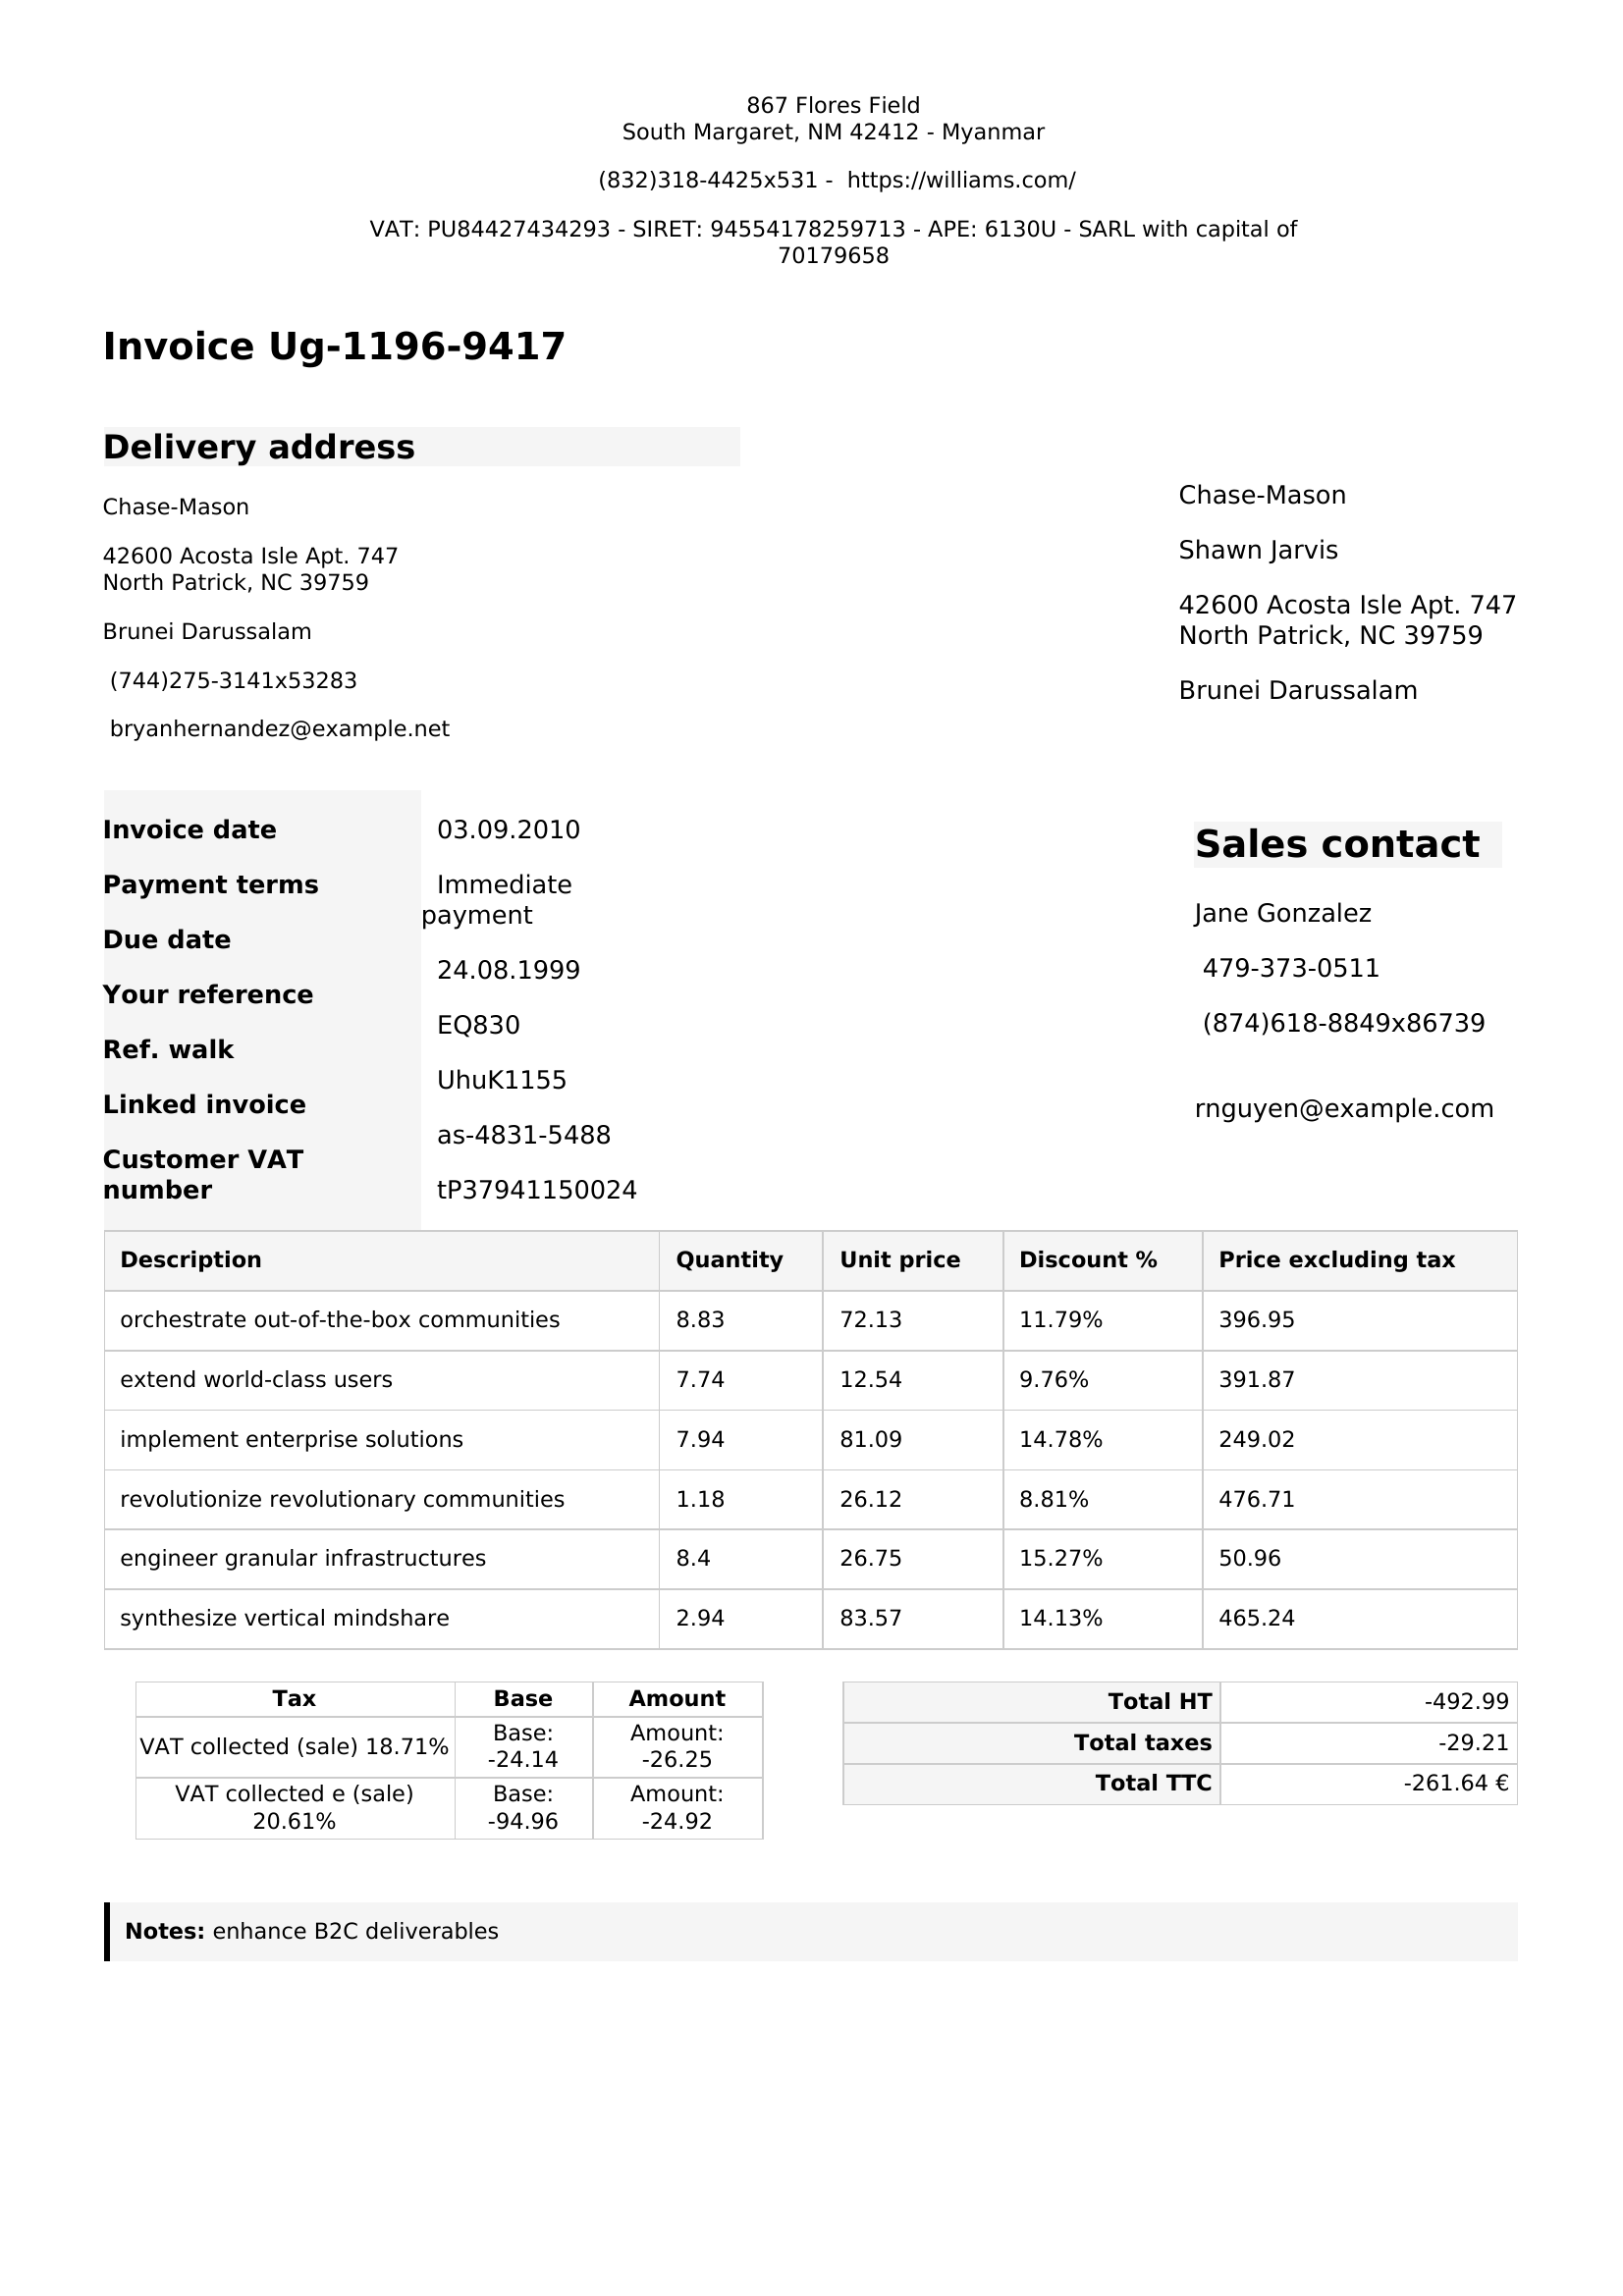 867 Flores Field
South Margaret, NM 42412 - Myanmar
(832)318-4425x531 - https://williams.com/
VAT: PU84427434293 - SIRET: 94554178259713 - APE: 6130U - SARL with capital of
70179658
Invoice Ug-1196-9417
Delivery address
Chase-Mason
42600 Acosta Isle Apt. 747
North Patrick, NC 39759
Brunei Darussalam
(744)275-3141x53283
bryanhernandez@example.net
Chase-Mason
Shawn Jarvis
42600 Acosta Isle Apt. 747
North Patrick, NC 39759
Brunei Darussalam
Invoice date 03.09.2010
Payment terms Immediate
payment
Due date 24.08.1999
Your reference EQ830
Ref. walk UhuK1155
Linked invoice as-4831-5488
Customer VAT
number tP37941150024
Sales contact
Jane Gonzalez
479-373-0511
(874)618-8849x86739
rnguyen@example.com
Description Quantity Unit price Discount % Price excluding tax
orchestrate out-of-the-box communities 8.83 72.13 11.79% 396.95
extend world-class users 7.74 12.54 9.76% 391.87
implement enterprise solutions 7.94 81.09 14.78% 249.02
revolutionize revolutionary communities 1.18 26.12 8.81% 476.71
engineer granular infrastructures 8.4 26.75 15.27% 50.96
synthesize vertical mindshare 2.94 83.57 14.13% 465.24
Tax Base Amount
VAT collected (sale) 18.71% Base: -24.14 Amount: -26.25
VAT collected e (sale) 20.61% Base: -94.96 Amount: -24.92
Total HT -492.99
Total taxes -29.21
Total TTC -261.64 €
Notes: enhance B2C deliverables